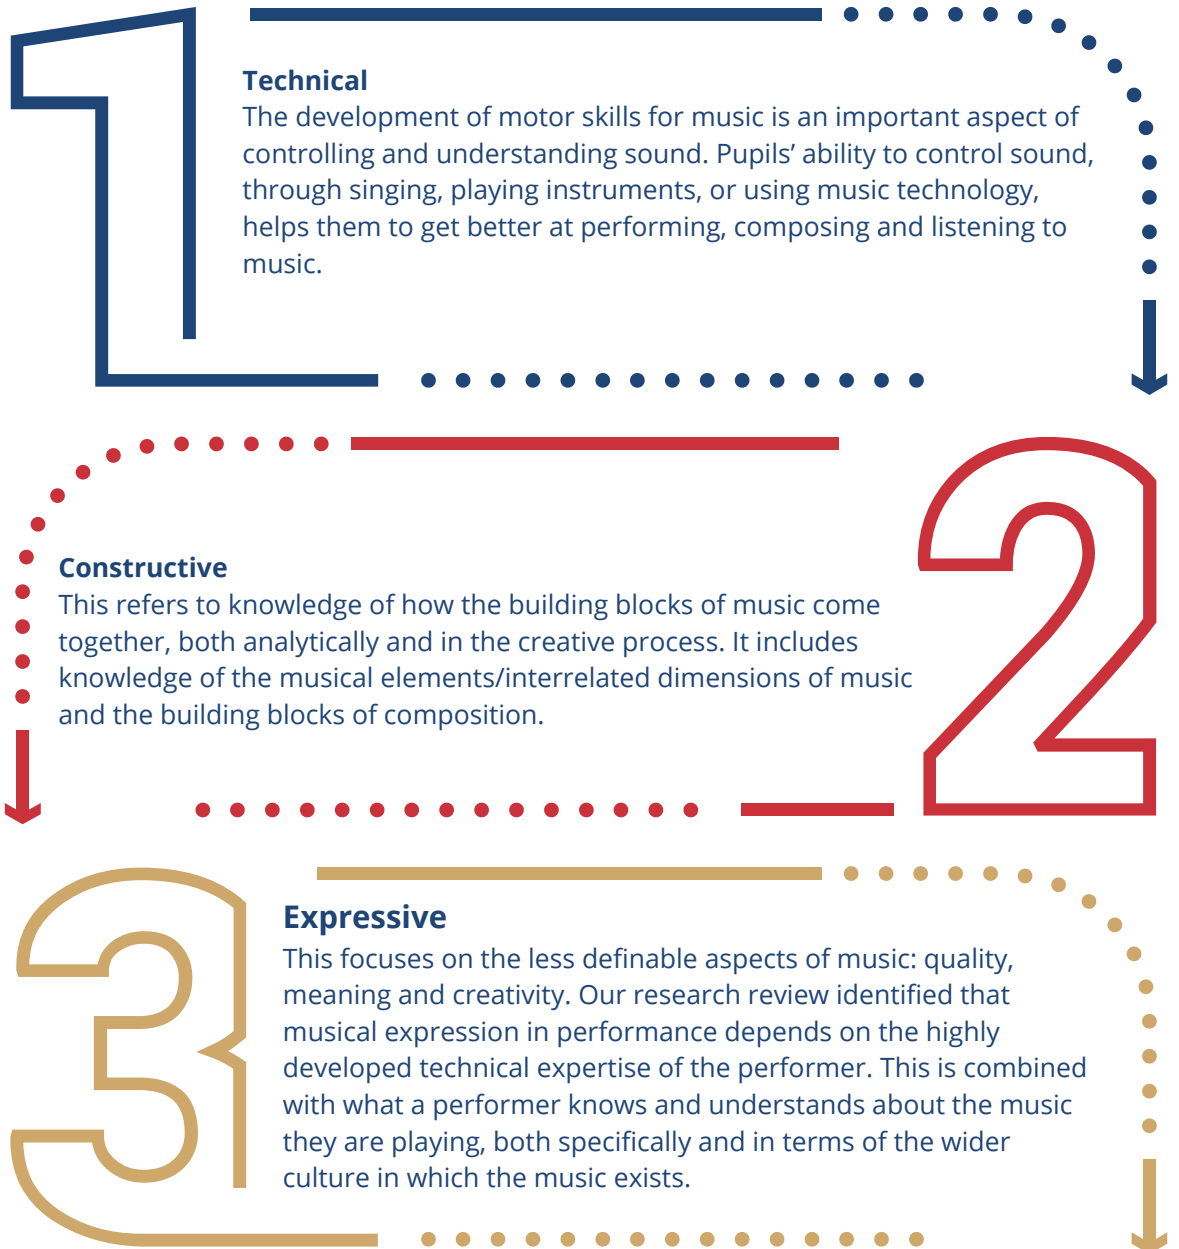 1
Technical
The development of motor skills for music is an important aspect of
controlling and understanding sound. Pupils’ ability to control sound,
through singing, playing instruments, or using music technology,
helps them to get better at performing, composing and listening to
music.
2
Constructive
This refers to knowledge of how the building blocks of music come
together, both analytically and in the creative process. It includes
knowledge of the musical elements/interrelated dimensions of music
and the building blocks of composition.
3
Expressive
This focuses on the less definable aspects of music: quality,
meaning and creativity. Our research review identified that
musical expression in performance depends on the highly
developed technical expertise of the performer. This is combined
with what a performer knows and understands about the music
they are playing, both specifically and in terms of the wider
culture in which the music exists.